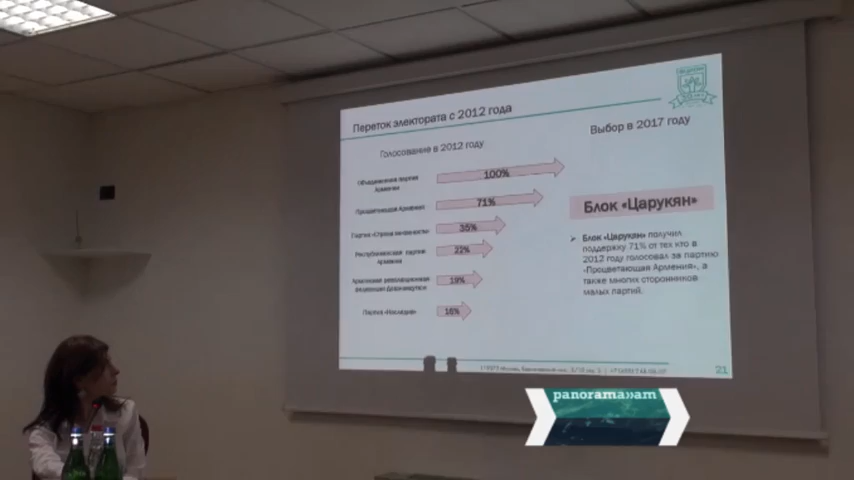 Переток электората с 2012 года
Голосование в 2012 году
Выбор в 2017 году
Объединенная партия
Армении
100%
Процветающая Армения
71%
Партия «Страна законности»
35%
Республиканская партия
Армении
22%
Армянская революционная
федерация Дашнакцутюн
19%
Партия «Наследие»
16%
Блок «Царукян»
➢ Блок «Царукян» получил
поддержку 71% от тех кто в
2012 году голосовал за партию
«Процветающая Армения», а
также многих сторонников
малых партий.
21
panorama»am